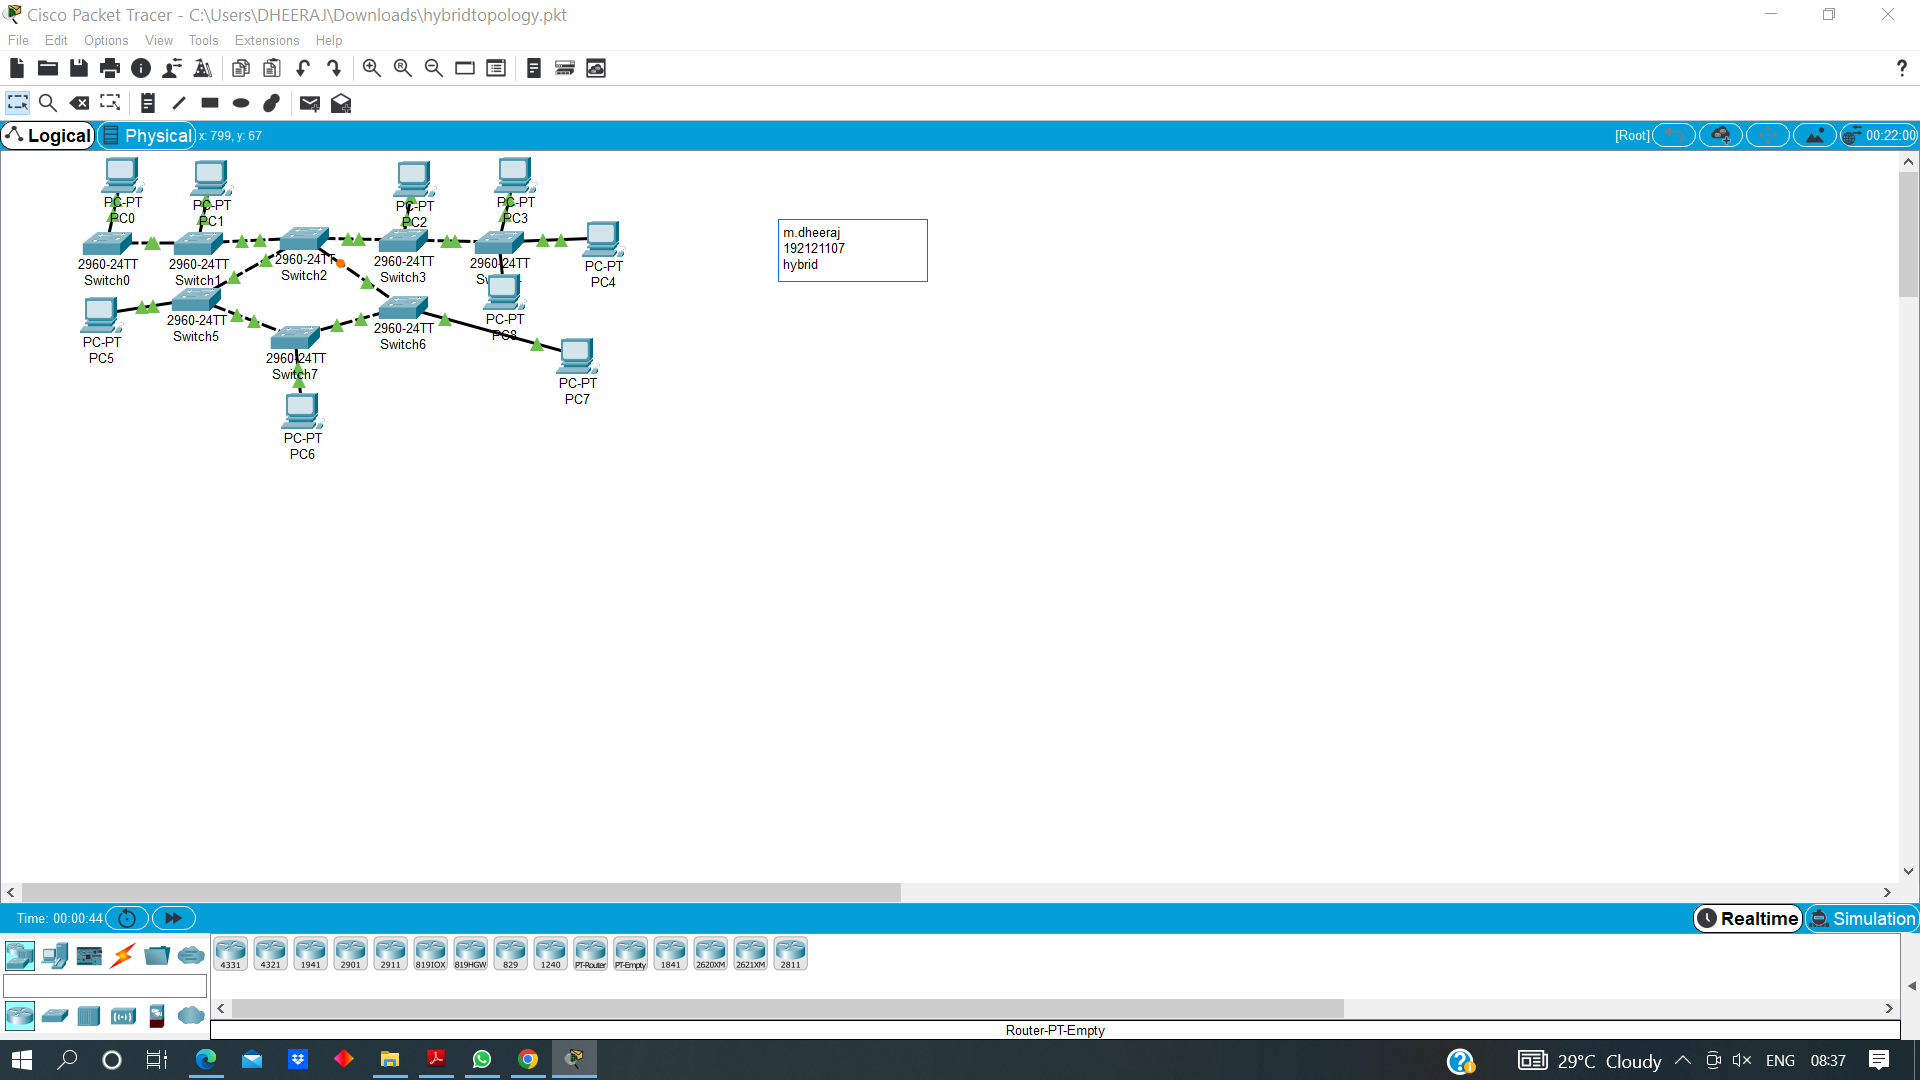 Cisco Packet Tracer - C:\Users\DHEERAJ\Downloads\hybridtopology.pkt
File Edit Options View Tools Extensions Help
?
Logical Physical x: 799, y: 67 [Root] 00:22:00
PC-PT
PC0
PC-PT
PC1
PC-PT
PC2
PC-PT
PC3
2960-24TT
Switch0
2960-24TT
Switch1
2960-24TT
Switch2
2960-24TT
Switch3
2960-24TT
PC-PT
PC4
m.dheeraj
192121107
hybrid
PC-PT
PC5
2960-24TT
Switch5
2960-24TT
Switch7
2960-24TT
Switch6
PC-PT
PC8
PC-PT
PC7
PC-PT
PC6
Time: 00:00:44 Realtime Simulation
4331 4321 1941 2901 2911 819IOX 819HGW 829 1240 PT-Router PT-Empty 1841 2620XM 2621XM 2811
Router-PT-Empty
29°C Cloudy ENG 08:37